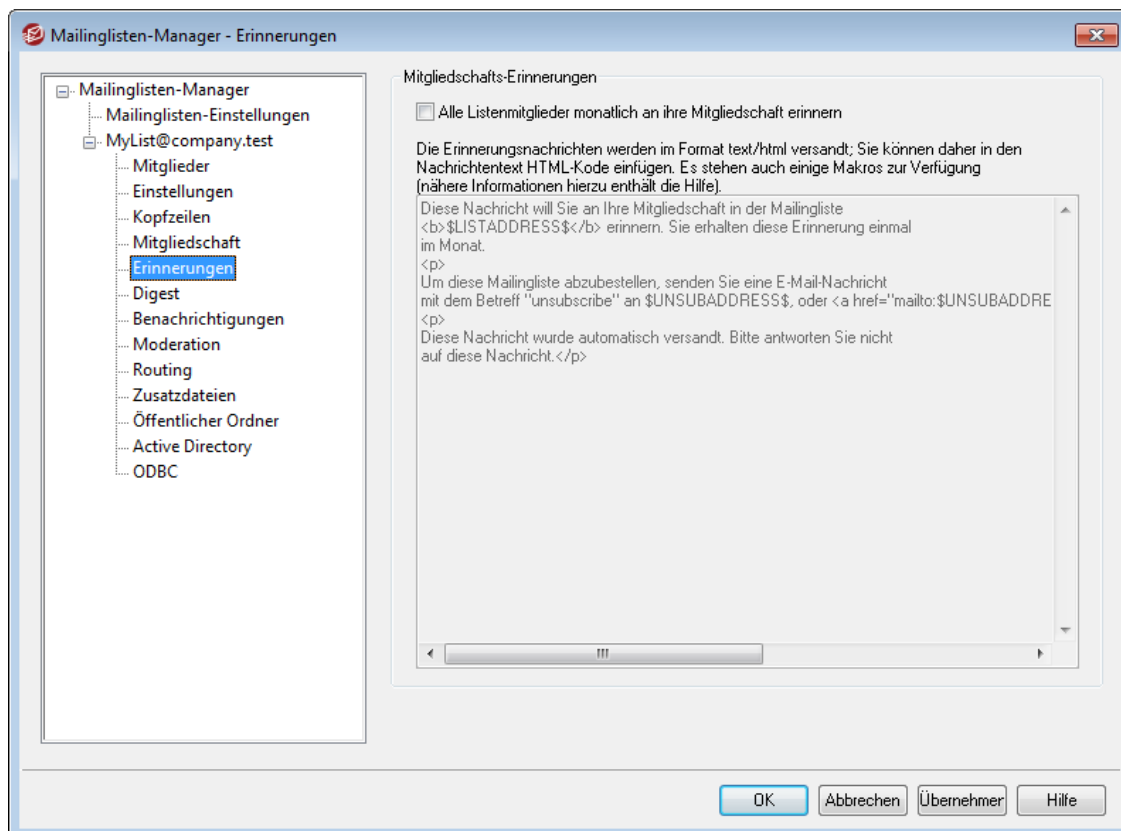 Mailinglisten-Manager - Erinnerungen
Mailinglisten-Manager
Mailinglisten-Einstellungen
MyList@company.test
Mitglieder
Einstellungen
Kopfzeilen
Mitgliedschaft
Erinnerungen
Digest
Benachrichtigungen
Moderation
Routing
Zusatzdateien
Öffentlicher Ordner
Active Directory
ODBC
Mitgliedschafts-Erinnerungen
Alle Listenmitglieder monatlich an ihre Mitgliedschaft erinnern
Die Erinnerungsnachrichten werden im Format text/html versandt; Sie können daher in den
Nachrichtentext HTML-Kode einfügen. Es stehen auch einige Makros zur Verfügung
(nähere Informationen hierzu enthält die Hilfe).
Diese Nachricht will Sie an Ihre Mitgliedschaft in der Mailingliste
<b>$LISTADDRESS$</b> erinnern. Sie erhalten diese Erinnerung einmal
im Monat.
<p>
Um diese Mailingliste abzubestellen, senden Sie eine E-Mail-Nachricht
mit dem Betreff "unsubscribe" an $UNSUBADDRESS$, oder <a href="mailto:$UNSUBADDRE
<p>
Diese Nachricht wurde automatisch versandt. Bitte antworten Sie nicht
auf diese Nachricht.</p>
OK
Abbrechen
Übernehmer
Hilfe